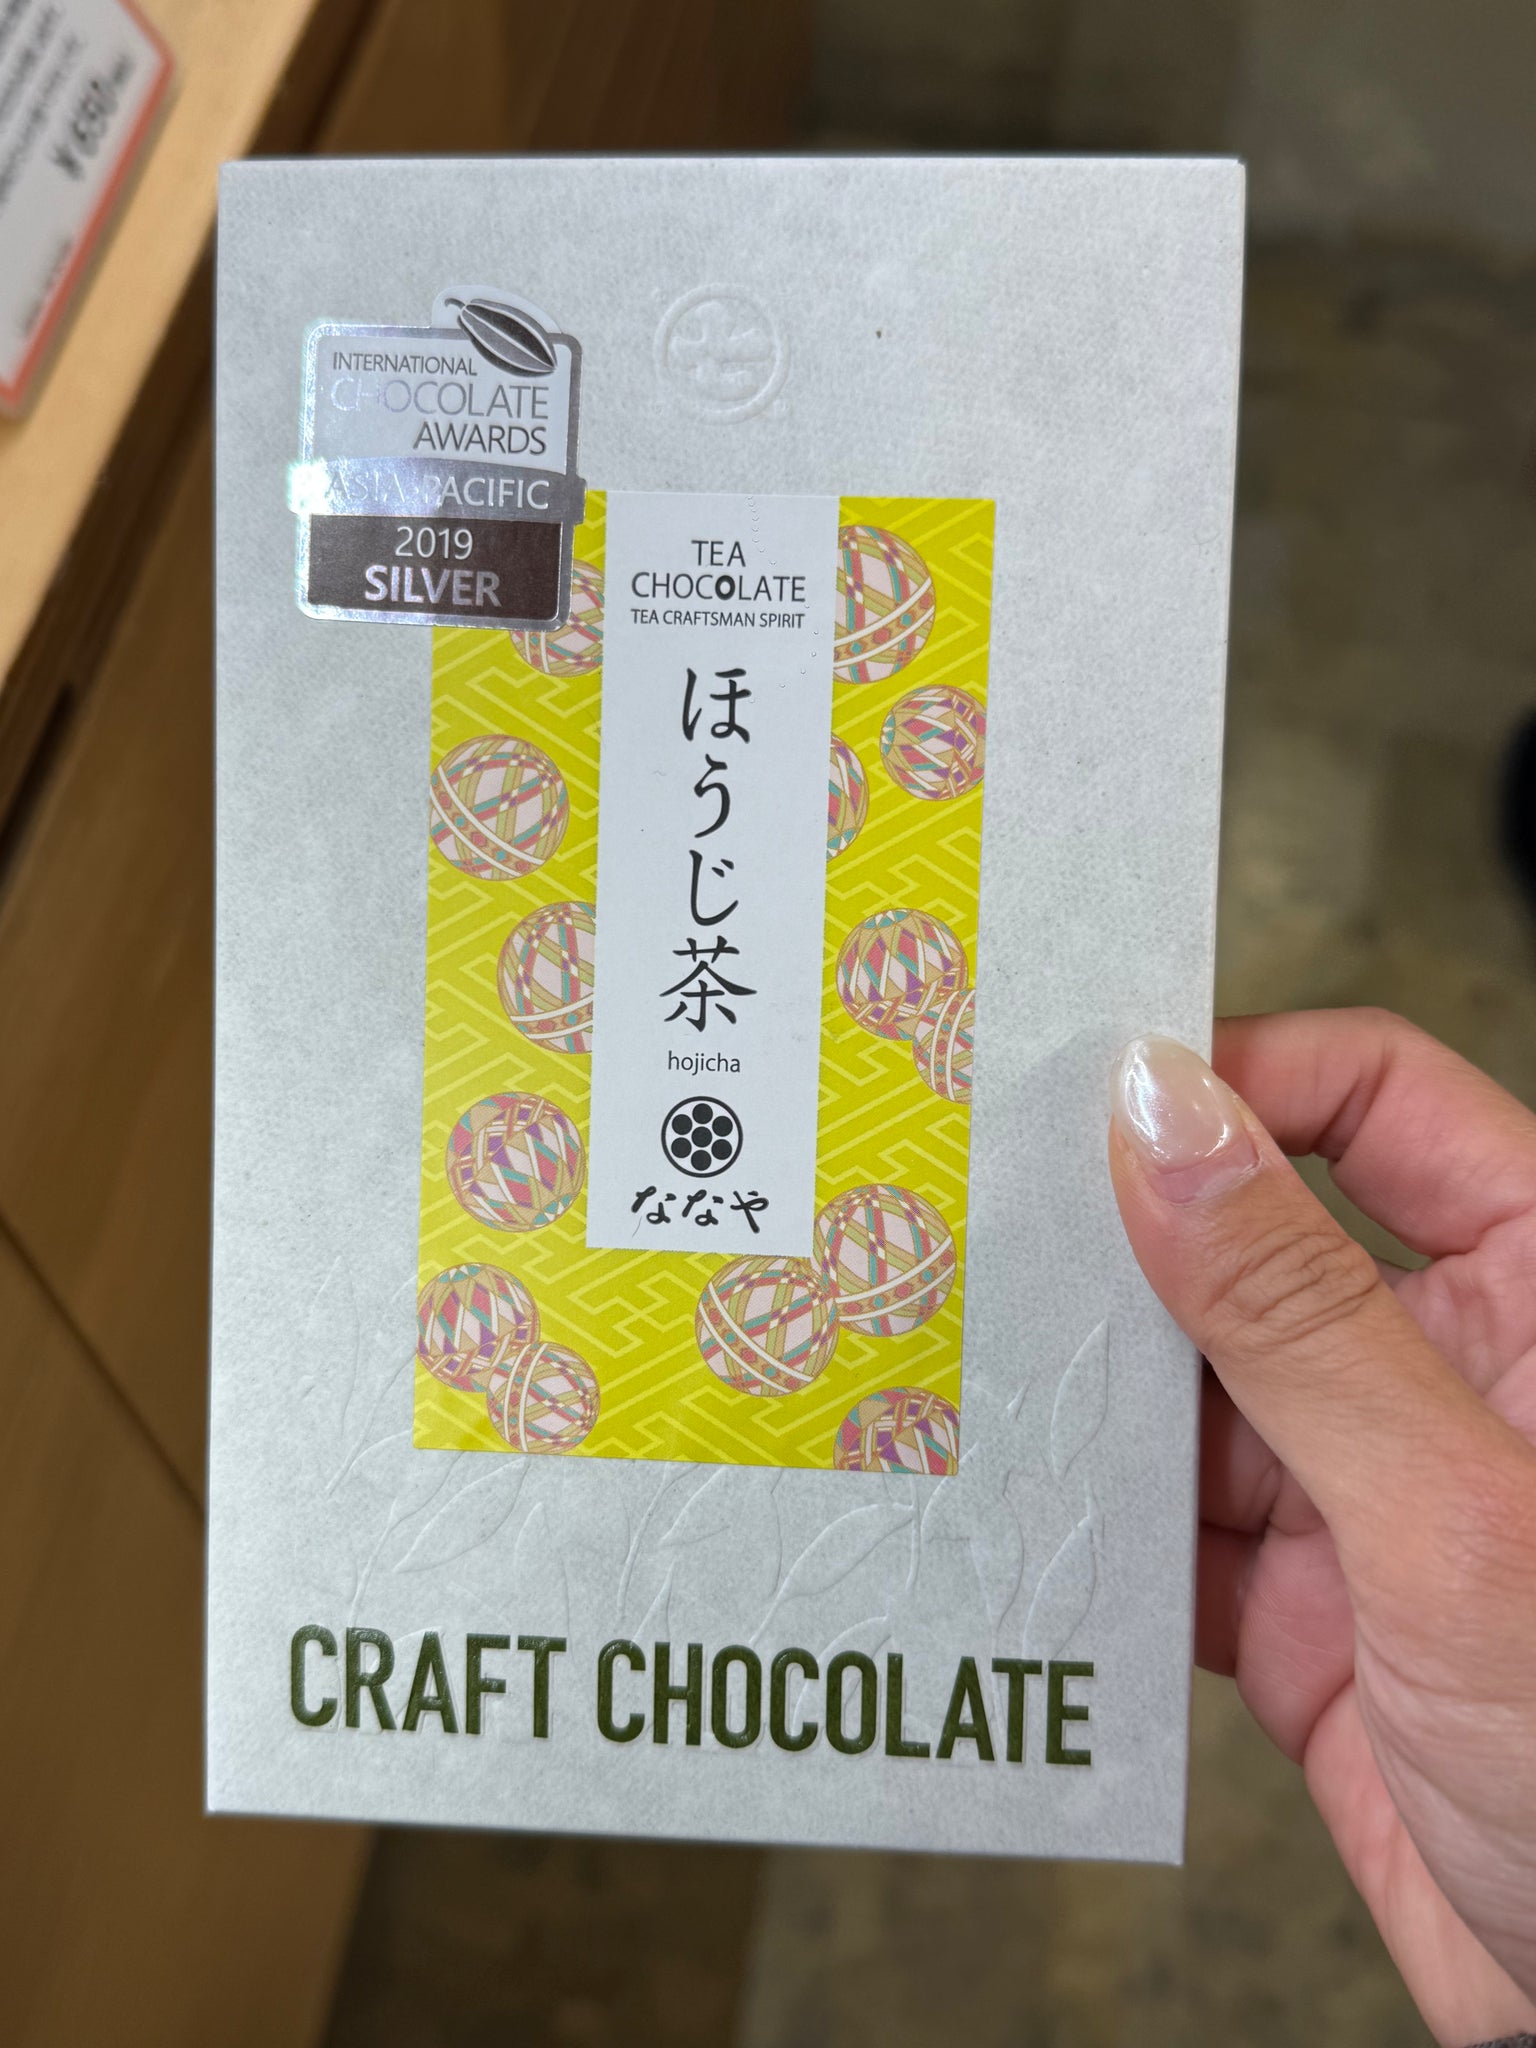 ¥650
INTERNATIONAL
CHOCOLATE
AWARDS
ASIA-PACIFIC
2019
SILVER
TEA
CHOCOLATE
TEA CRAFTSMAN SPIRIT
ほうじ茶
hojicha
ななや
CRAFT CHOCOLATE